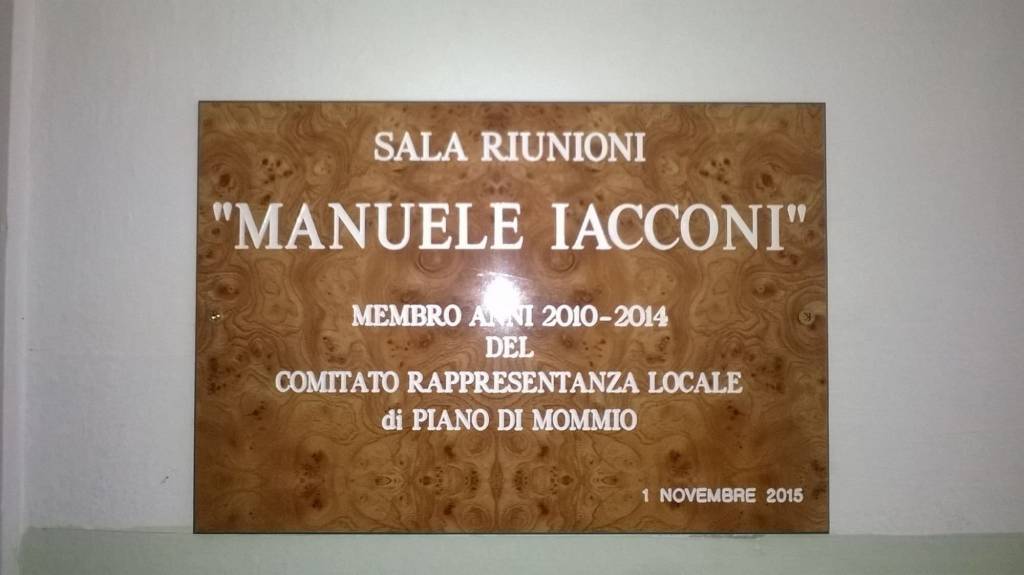 SALA RIUNIONI
"MANUELE IACCONI"
MEMBRO ANNI 2010-2014
DEL
COMITATO RAPPRESENTANZA LOCALE
di PIANO DI MOMMIO
1 NOVEMBRE 2015